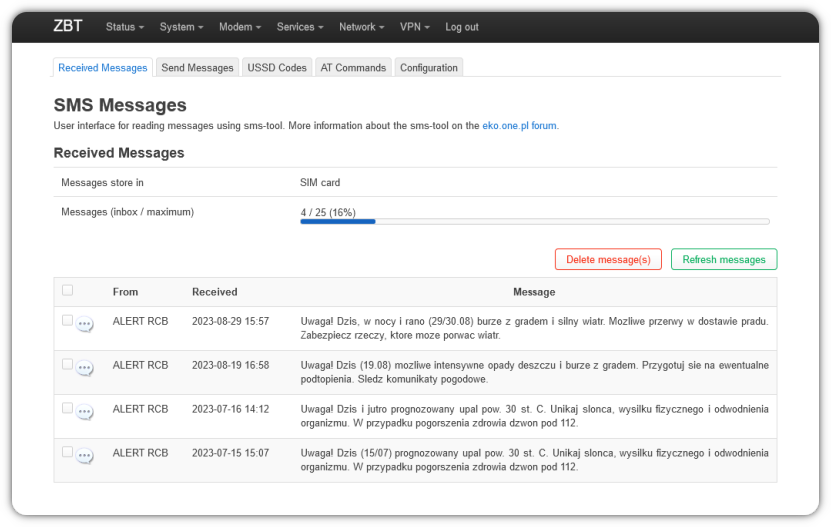 ZBT Status System Modem Services Network VPN Log out
Received Messages Send Messages USSD Codes AT Commands Configuration
SMS Messages
User interface for reading messages using sms-tool. More information about the sms-tool on the eko.one.pl forum.
Received Messages
Messages store in SIM card
Messages (inbox / maximum) 4 / 25 (16%)
Delete message(s) Refresh messages
From Received Message
ALERT RCB 2023-08-29 15:57 Uwaga! Dzis, w nocy i rano (29/30.08) burze z gradem i silny wiatr. Mozliwe przerwy w dostawie pradu.
Zabezpiecz rzeczy, ktore moze porwac wiatr.
ALERT RCB 2023-08-19 16:58 Uwaga! Dzis (19.08) mozliwe intensywne opady deszczu i burze z gradem. Przygotuj sie na ewentualne
podtopienia. Sledz komunikaty pogodowe.
ALERT RCB 2023-07-16 14:12 Uwaga! Dzis i jutro prognozowany upal pow. 30 st. C. Unikaj slonca, wysilku fizycznego i odwodnienia
organizmu. W przypadku pogorszenia zdrowia dzwon pod 112.
ALERT RCB 2023-07-15 15:07 Uwaga! Dzis (15/07) prognozowany upal pow. 30 st. C. Unikaj slonca, wysilku fizycznego i odwodnienia
organizmu. W przypadku pogorszenia zdrowia dzwon pod 112.